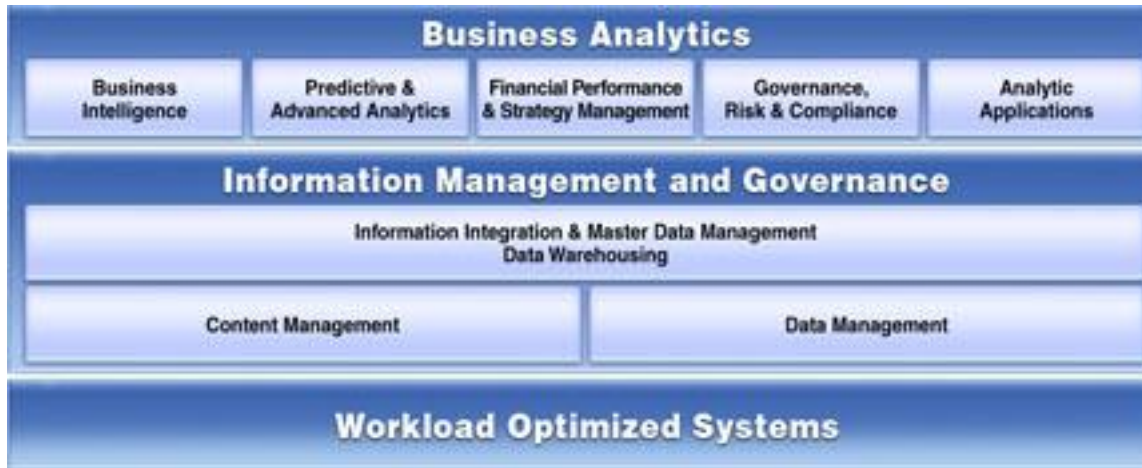 Business Analytics
Business
Intelligence
Predictive &
Advanced Analytics
Financial Performance
& Strategy Management
Governance,
Risk & Compliance
Analytic
Applications
Information Management and Governance
Information Integration & Master Data Management
Data Warehousing
Content Management
Data Management
Workload Optimized Systems